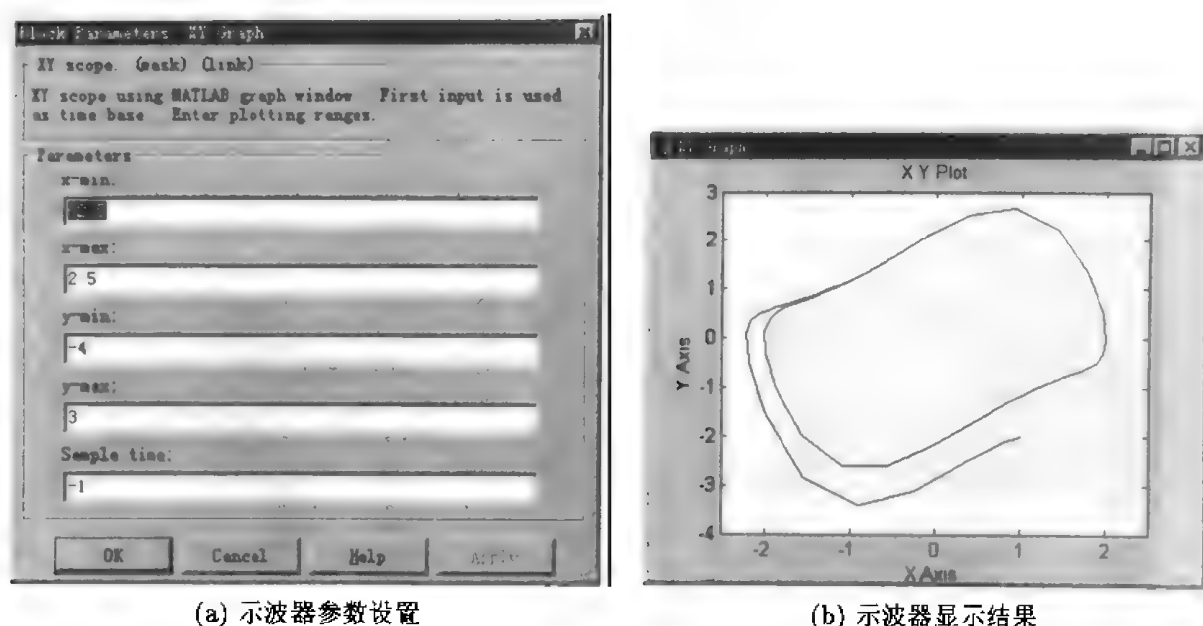 Block Parameters XY Graph
XY scope. (mask) (link)
XY scope using MATLAB graph window First input is used
as time base Enter plotting ranges.
Parameters
x-min:
x-max:
2 5
y-min:
-4
y-max:
3
Sample time:
-1
OK
Cancel
Help
Apply
(a) 示波器参数设置
Graph
X Y Plot
3
2
1
0
-1
-2
-3
-4
Y Axis
-2
-1
0
1
2
X Axis
(b) 示波器显示结果